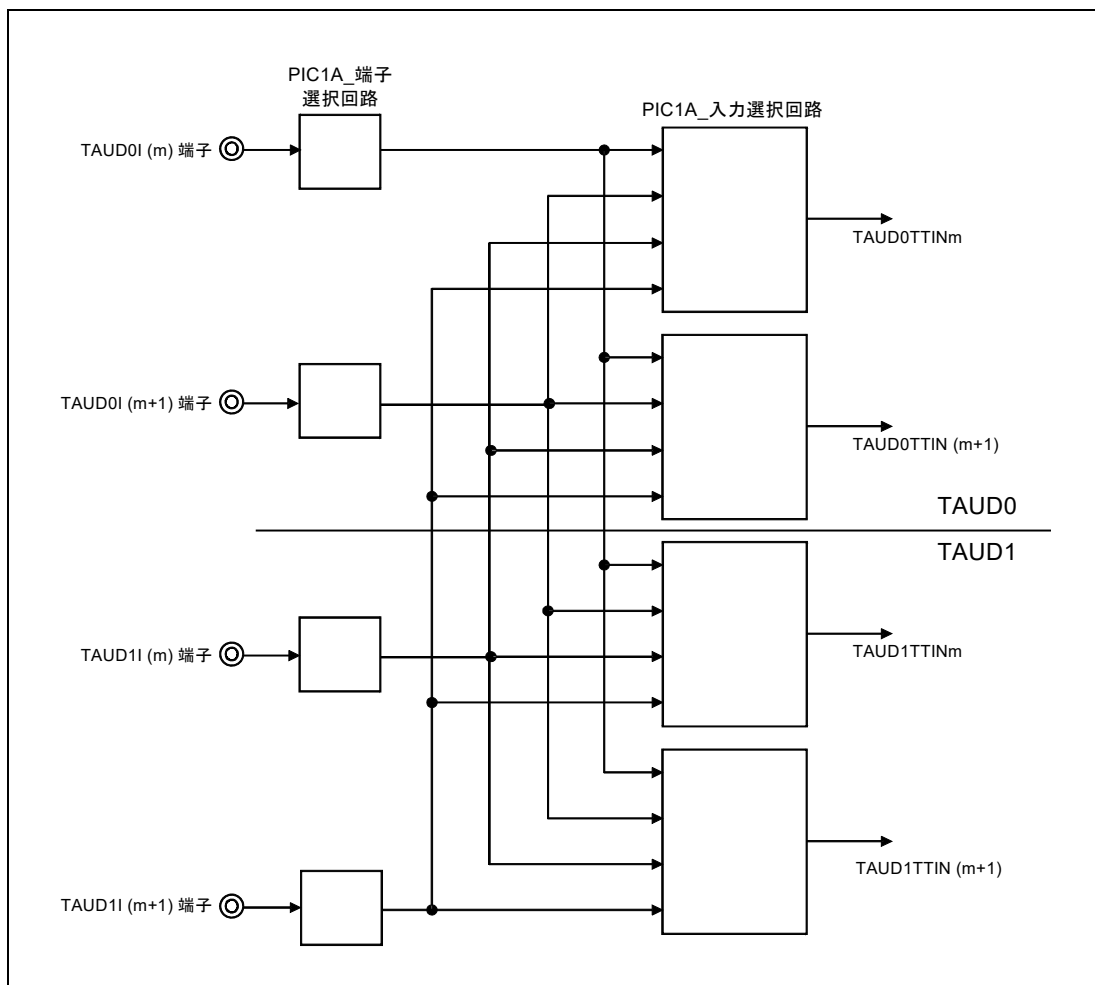 PIC1A_端子
選択回路
PIC1A_入力選択回路
TAUD0I (m) 端子
TAUD0TTINm
TAUD0I (m+1) 端子
TAUD0TTIN (m+1)
TAUD0
TAUD1
TAUD1I (m) 端子
TAUD1TTINm
TAUD1TTIN (m+1)
TAUD1I (m+1) 端子